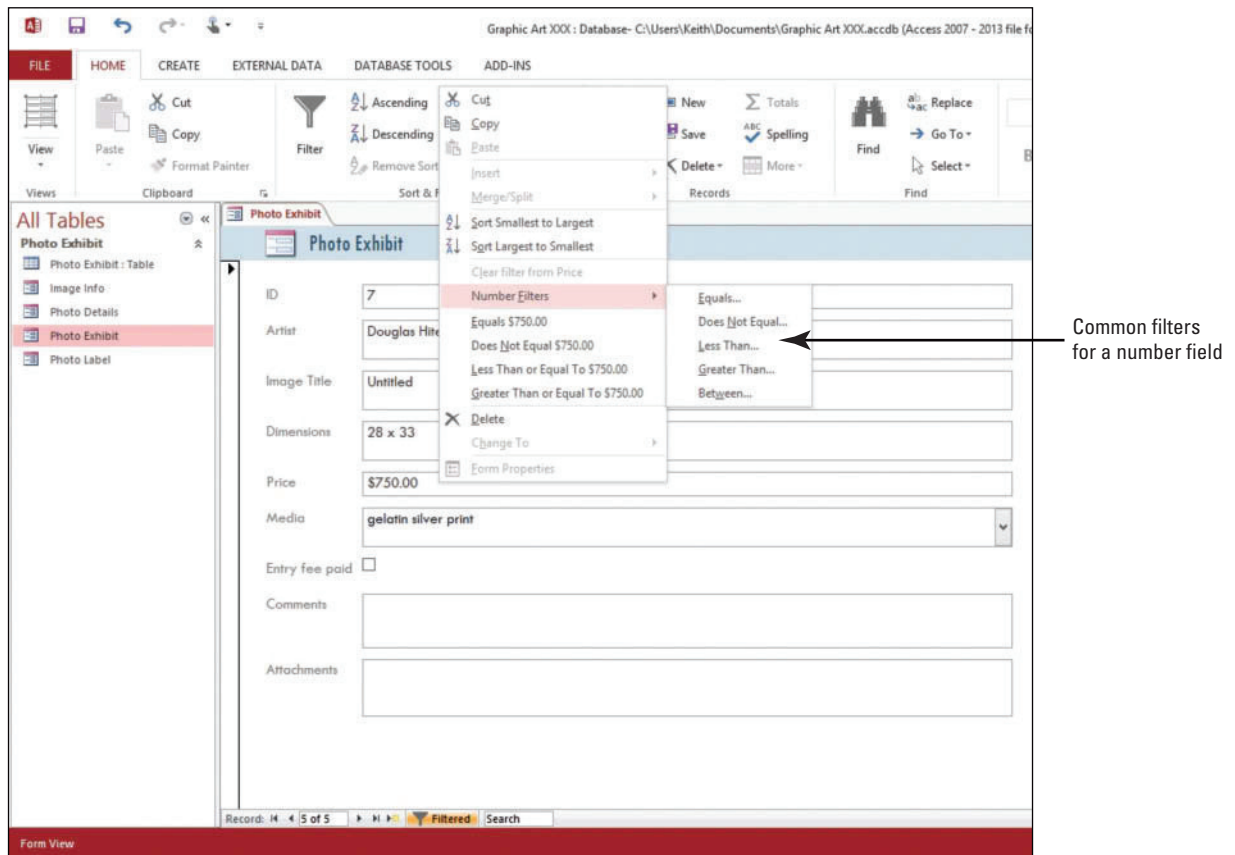 Graphic Art XXX : Database- C:\Users\Keith\Documents\Graphic Art XXX.accdb (Access 2007 - 2013 file fo
FILE HOME CREATE EXTERNAL DATA DATABASE TOOLS ADD-INS
View
Paste
Cut
Copy
Format Painter
Filter
Ascending
Descending
Remove Sort
New
Save
Delete
Totals
Spelling
More
Find
Replace
Go To
Select
Views Clipboard Sort & F Records Find
Cut
Copy
Paste
Insert
Merge/Split
Sort Smallest to Largest
Sort Largest to Smallest
Clear filter from Price
Number Filters
Equals $750.00
Does Not Equal $750.00
Less Than or Equal To $750.00
Greater Than or Equal To $750.00
Delete
Change To
Form Properties
Equals...
Does Not Equal...
Less Than...
Greater Than...
Between...
Common filters
for a number field
All Tables
Photo Exhibit
Photo Exhibit : Table
Image Info
Photo Details
Photo Exhibit
Photo Label
Photo Exhibit
Photo Exhibit
ID 7
Artist Douglas Hite
Image Title Untitled
Dimensions 28 x 33
Price $750.00
Media gelatin silver print
Entry fee paid
Comments
Attachments
Record: 5 of 5 Filtered Search
Form View